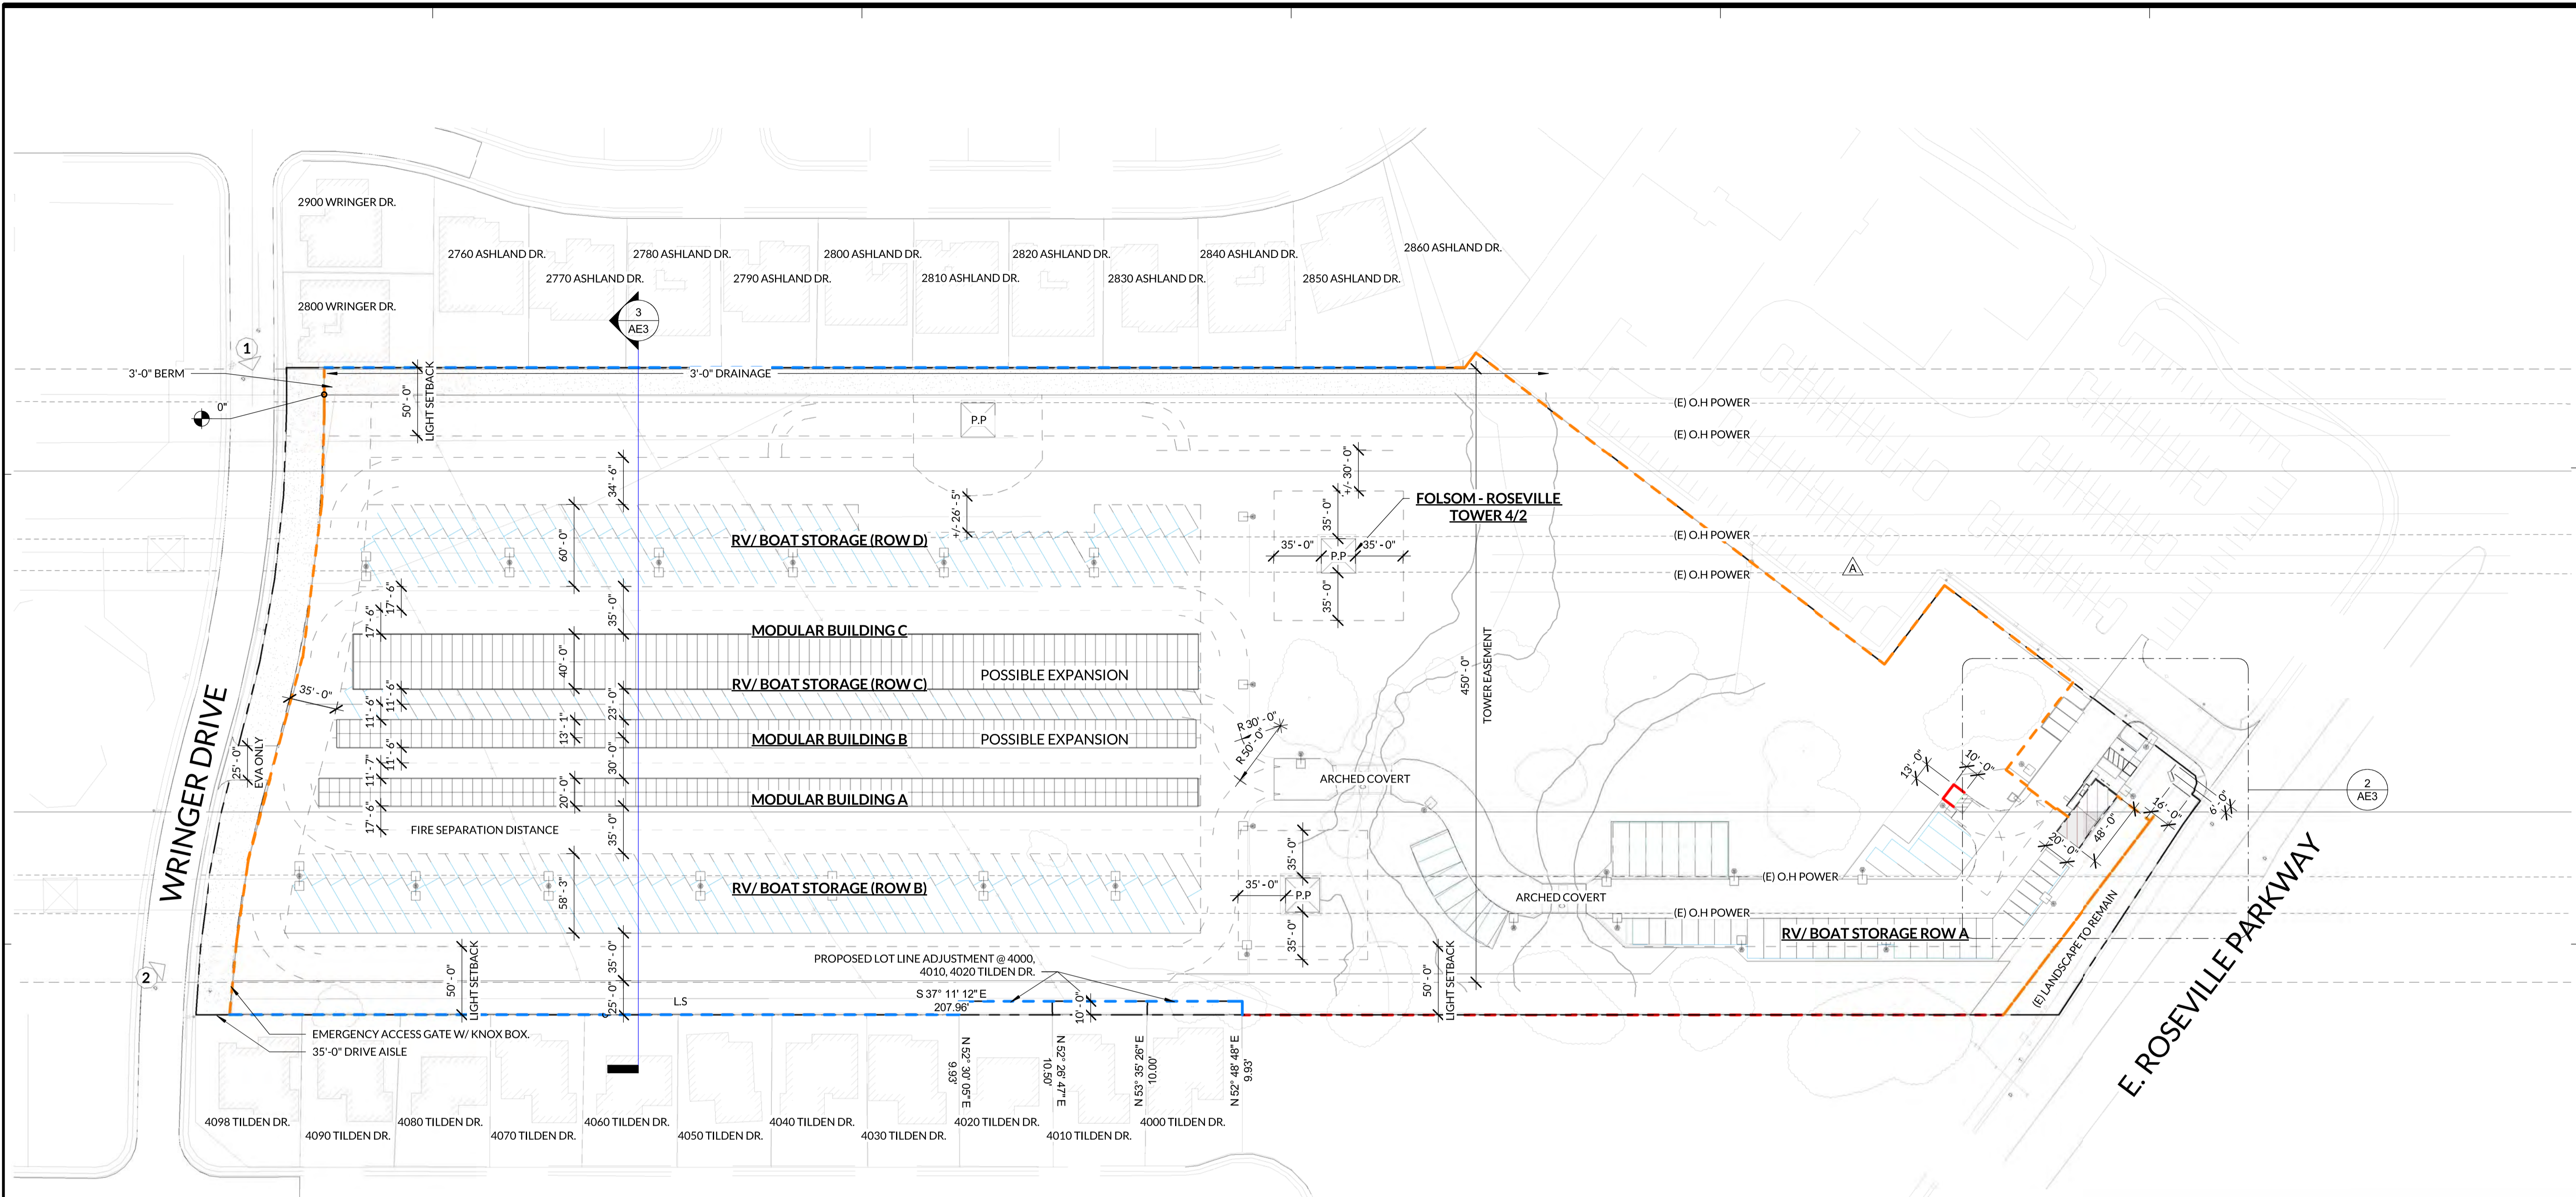 2900 WRINGER DR.
2800 WRINGER DR.
2760 ASHLAND DR.
2770 ASHLAND DR.
2780 ASHLAND DR.
2790 ASHLAND DR.
2800 ASHLAND DR.
2810 ASHLAND DR.
2820 ASHLAND DR.
2830 ASHLAND DR.
2840 ASHLAND DR.
2850 ASHLAND DR.
2860 ASHLAND DR.
3
AE3
1
3'-0" BERM
0"
50' - 0"
LIGHT SETBACK
3'-0" DRAINAGE
P.P
(E) O.H POWER
(E) O.H POWER
(E) O.H POWER
(E) O.H POWER
A
34' - 6"
60' - 0"
+/- 26' - 5"
RV/ BOAT STORAGE (ROW D)
+/- 30' - 0"
35' - 0"
35' - 0"
P.P
35' - 0"
35' - 0"
FOLSOM - ROSEVILLE
TOWER 4/2
17' - 6"
17' - 6"
35' - 0"
MODULAR BUILDING C
40' - 0"
POSSIBLE EXPANSION
RV/ BOAT STORAGE (ROW C)
35' - 0"
11' - 6"
11' - 6"
23' - 0"
13' - 1"
MODULAR BUILDING B
POSSIBLE EXPANSION
11' - 6"
11' - 7"
30' - 0"
20' - 0"
MODULAR BUILDING A
17' - 6"
FIRE SEPARATION DISTANCE
35' - 0"
25' - 0"
EVA ONLY
WRINGER DRIVE
450' - 0"
TOWER EASEMENT
R 30' - 0"
R 50' - 0"
ARCHED COVERT
ARCHED COVERT
13' - 0"
10' - 0"
16' - 0"
6' - 0"
48' - 0"
20' - 0"
2
AE3
58' - 3"
RV/ BOAT STORAGE (ROW B)
35' - 0"
35' - 0"
P.P
35' - 0"
(E) O.H POWER
(E) O.H POWER
RV/ BOAT STORAGE ROW A
(E) LANDSCAPE TO REMAIN
E. ROSEVILLE PARKWAY
2
50' - 0"
LIGHT SETBACK
35' - 0"
25' - 0"
L.S
PROPOSED LOT LINE ADJUSTMENT @ 4000,
4010, 4020 TILDEN DR.
S 37° 11' 12" E
207.96'
10' - 0"
50' - 0"
LIGHT SETBACK
EMERGENCY ACCESS GATE W/ KNOX BOX.
35'-0" DRIVE AISLE
N 52° 30' 05" E
9.93'
N 52° 26' 47" E
10.50'
N 53° 35' 26" E
10.00'
N 52° 48' 48" E
9.93'
4098 TILDEN DR.
4090 TILDEN DR.
4080 TILDEN DR.
4070 TILDEN DR.
4060 TILDEN DR.
4050 TILDEN DR.
4040 TILDEN DR.
4030 TILDEN DR.
4020 TILDEN DR.
4010 TILDEN DR.
4000 TILDEN DR.